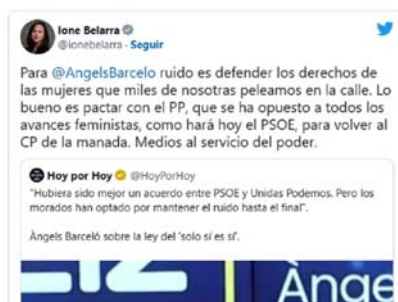 Ione Belarra
@ionebelarra · Seguir
Para @AngelsBarcelo ruido es defender los derechos de
las mujeres que miles de nosotras peleamos en la calle. Lo
bueno es pactar con el PP, que se ha opuesto a todos los
avances feministas, como hará hoy el PSOE, para volver al
CP de la manada. Medios al servicio del poder.
Hoy por Hoy @HoyPorHoy
"Hubiera sido mejor un acuerdo entre PSOE y Unidas Podemos. Pero los
morados han optado por mantener el ruido hasta el final".
Àngels Barceló sobre la ley del 'solo sí es sí'.
Ange